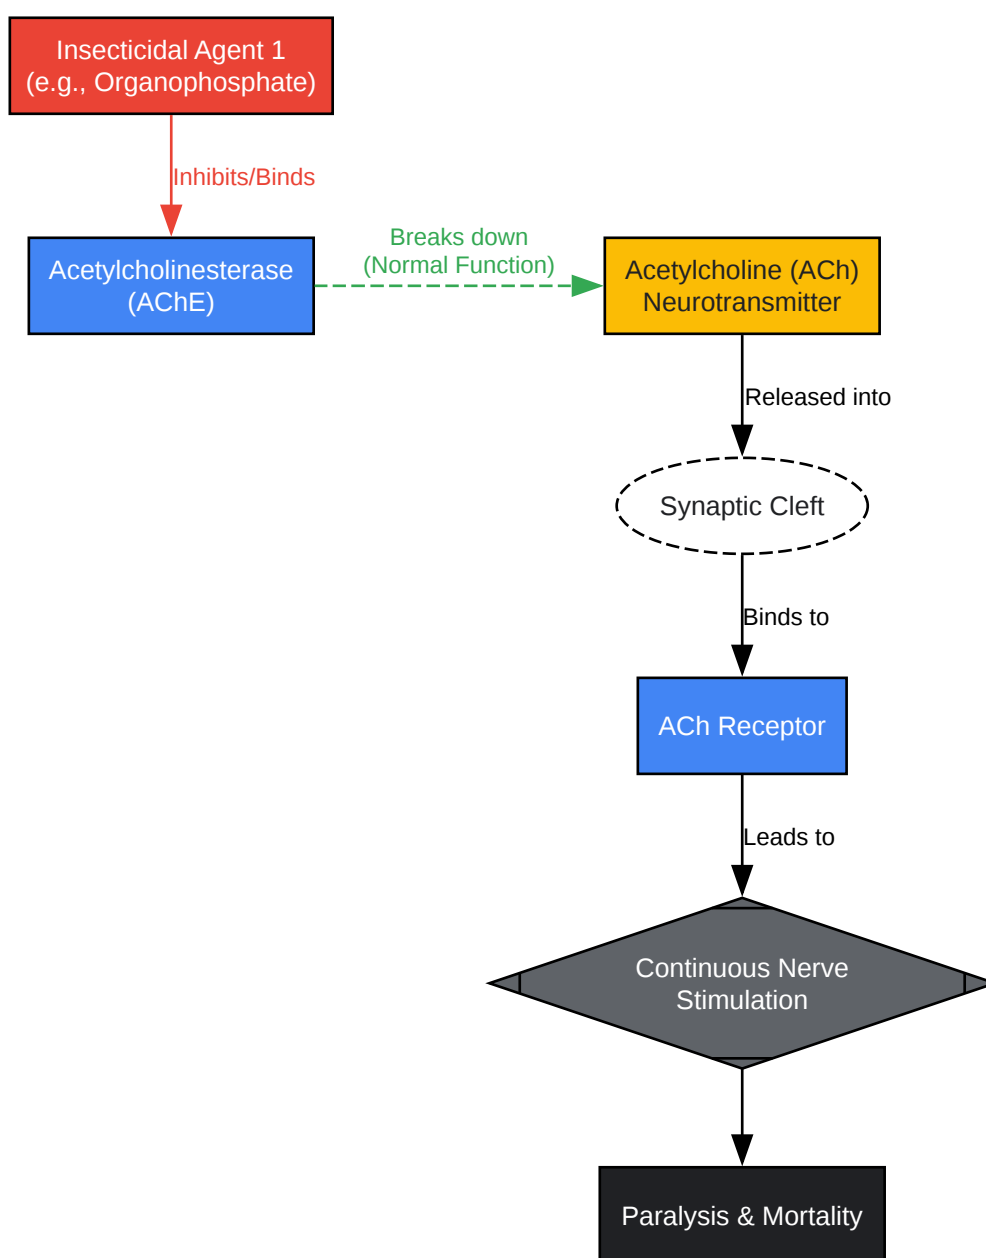 Insecticidal Agent 1
(e.g., Organophosphate)
Inhibits/Binds
Acetylcholinesterase
(AChE)
Breaks down
(Normal Function)
Acetylcholine (ACh)
Neurotransmitter
Released into
Synaptic Cleft
Binds to
ACh Receptor
Leads to
Continuous Nerve
Stimulation
Paralysis & Mortality